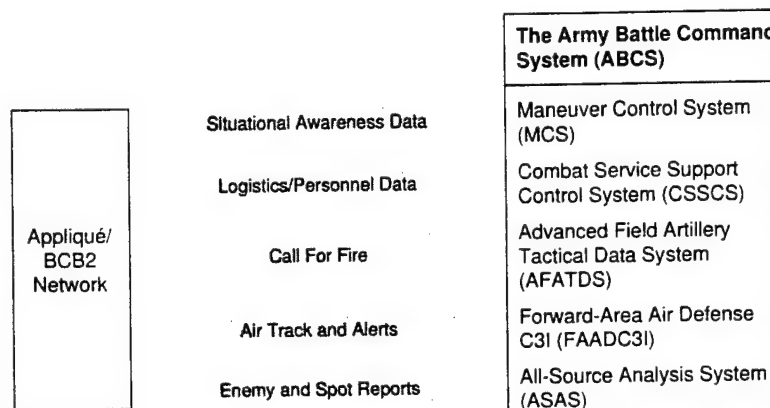 The Army Battle Command
System (ABCS)
Appliqué/
BCB2
Network
Situational Awareness Data
Logistics/Personnel Data
Call For Fire
Air Track and Alerts
Enemy and Spot Reports
Maneuver Control System
(MCS)
Combat Service Support
Control System (CSSCS)
Advanced Field Artillery
Tactical Data System
(AFATDS)
Forward-Area Air Defense
C3I (FAADC3I)
All-Source Analysis System
(ASAS)